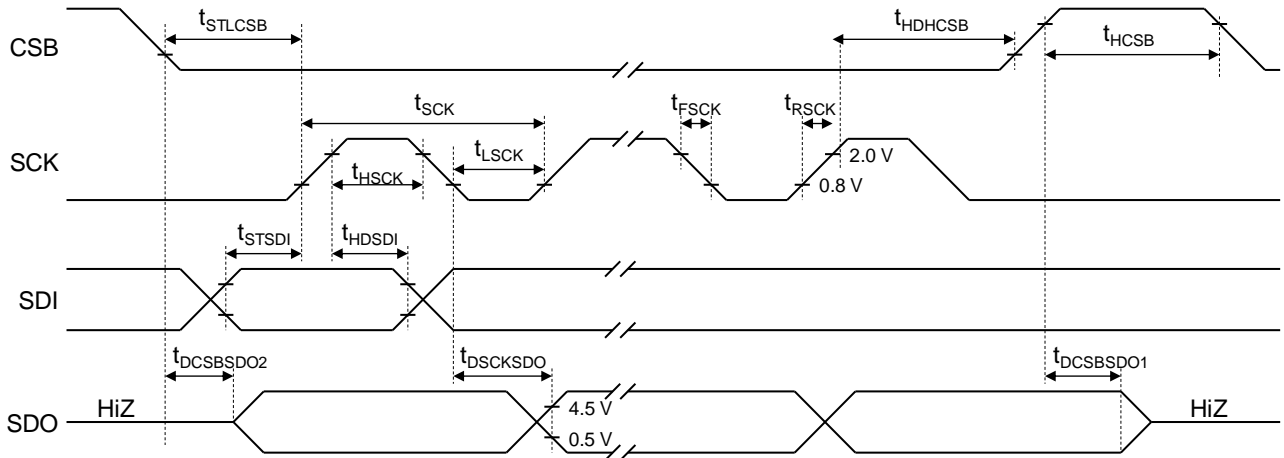 CSB
tSTLCSB
tHDHCSB
tHCSB
tSCK
tFSCK
tRSCK
SCK
tHSCK
tLSCK
2.0 V
0.8 V
tSTSDI
tHDSDI
SDI
tDCSBSDO2
tDSCKSDO
tDCSBSDO1
SDO
HiZ
4.5 V
0.5 V
HiZ